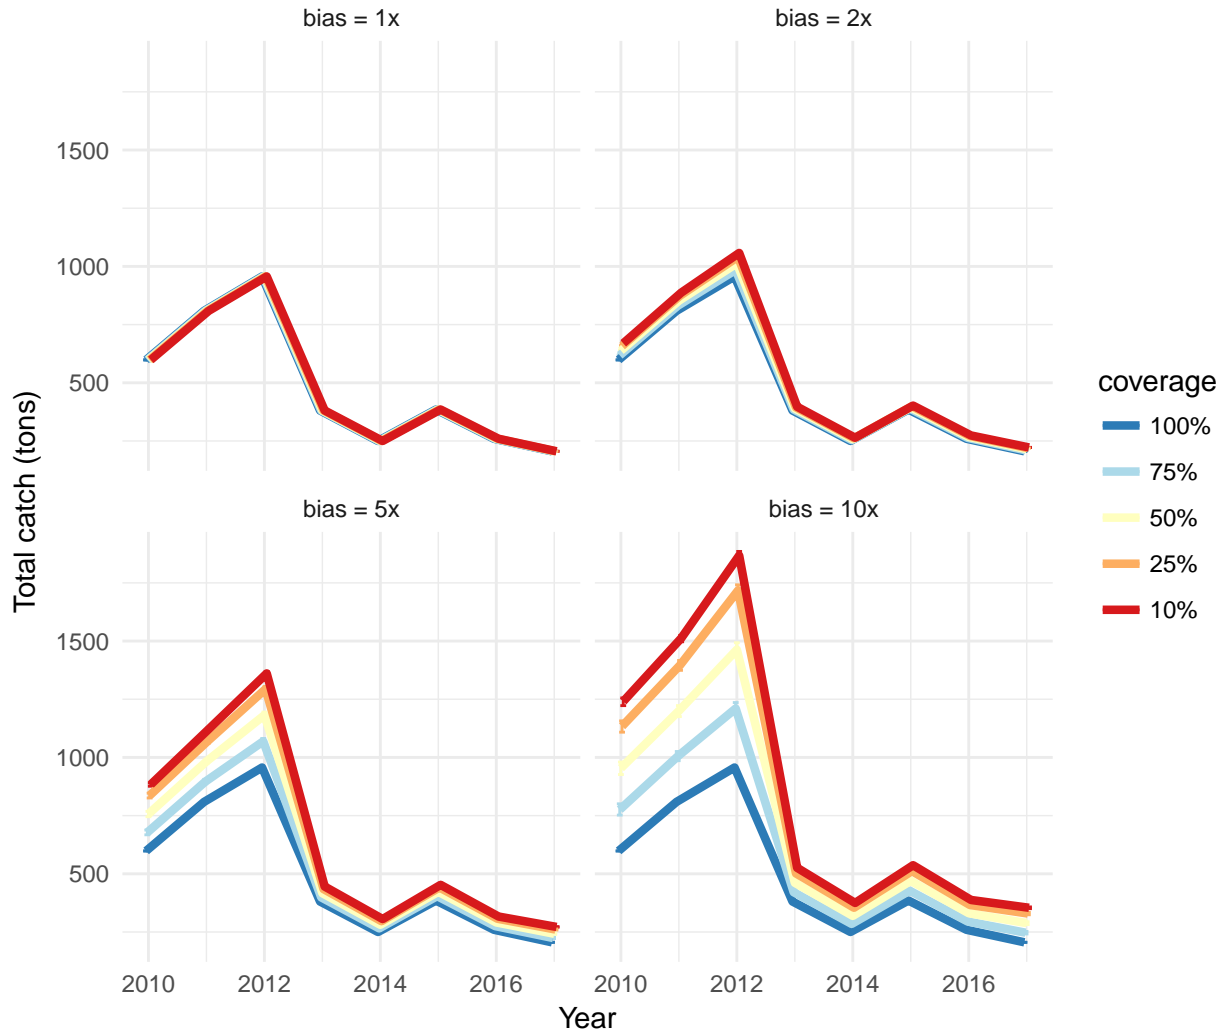 bias = 1x
bias = 2x
1500
1000
500
bias = 5x
bias = 10x
1500
1000
500
2010
2012
2014
2016
2010
2012
2014
2016
Year
Total catch (tons)
coverage
100%
75%
50%
25%
10%